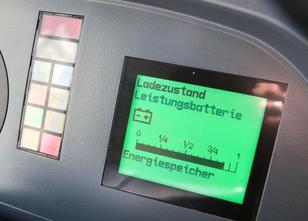 Ladezustand
Leistungsbatterie
0 1/4 1/2 3/4 1
Energiespeicher